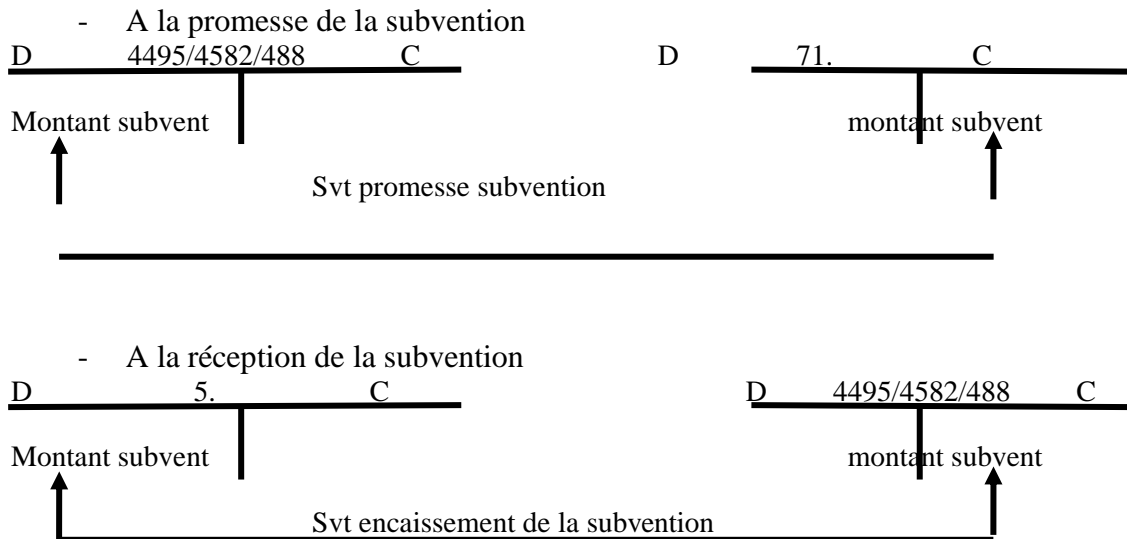 - A la promesse de la subvention
D 4495/4582/488 C D 71. C
Montant subvent montant subvent
Svt promesse subvention
- A la réception de la subvention
D 5. C D 4495/4582/488 C
Montant subvent montant subvent
Svt encaissement de la subvention